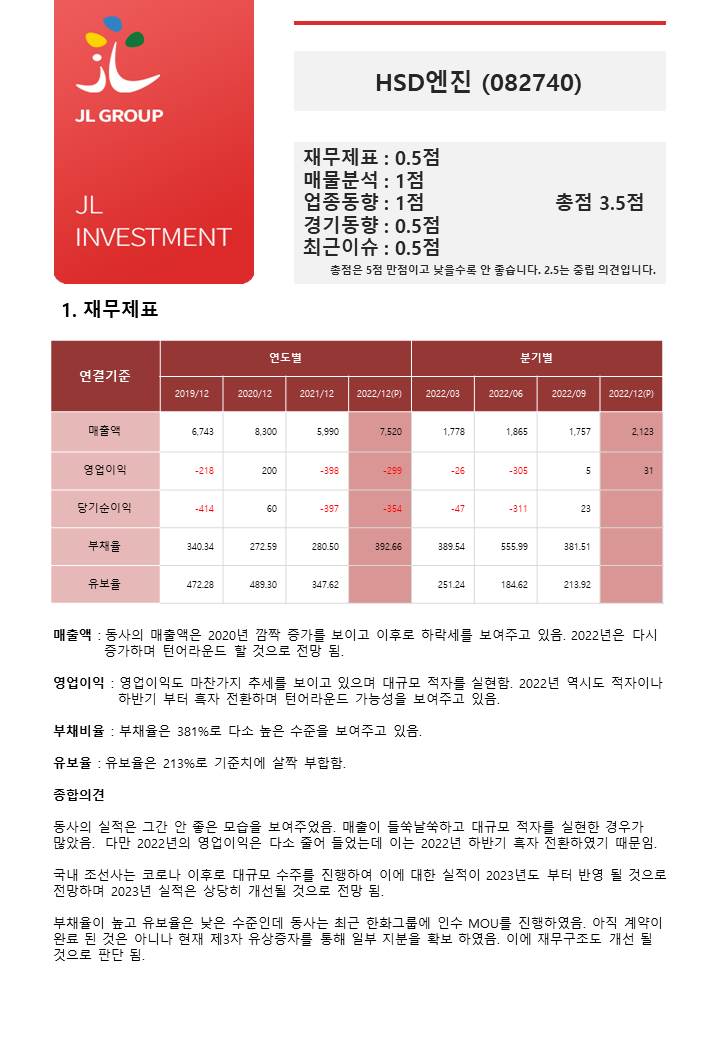 JL GROUP
JL
INVESTMENT
HSD엔진 (082740)
재무제표 : 0.5점
매물분석 : 1점
업종동향 : 1점
총점 3.5점
경기동향 : 0.5점
최근이슈 : 0.5점
총점은 5점 만점이고 낮을수록 안 좋습니다. 2.5는 중립 의견입니다.
1. 재무제표
연결기준 연도별 분기별
2019/12 2020/12 2021/12 2022/12(P) 2022/03 2022/06 2022/09 2022/12(P)
매출액 6,743 8,300 5,990 7,520 1,778 1,865 1,757 2,123
영업이익 -218 200 -398 -299 -26 -305 5 31
당기순이익 -414 60 -397 -354 -47 -311 23
부채율 340.34 272.59 280.50 392.66 389.54 555.99 381.51
유보율 472.28 489.30 347.62 251.24 184.62 213.92
매출액 : 동사의 매출액은 2020년 깜짝 증가를 보이고 이후로 하락세를 보여주고 있음. 2022년은 다시
증가하며 턴어라운드 할 것으로 전망 됨.
영업이익 : 영업이익도 마찬가지 추세를 보이고 있으며 대규모 적자를 실현함. 2022년 역시도 적자이나
하반기 부터 흑자 전환하며 턴어라운드 가능성을 보여주고 있음.
부채비율 : 부채율은 381%로 다소 높은 수준을 보여주고 있음.
유보율 : 유보율은 213%로 기준치에 살짝 부합함.
종합의견
동사의 실적은 그간 안 좋은 모습을 보여주었음. 매출이 들쑥날쑥하고 대규모 적자를 실현한 경우가
많았음. 다만 2022년의 영업이익은 다소 줄어 들었는데 이는 2022년 하반기 흑자 전환하였기 때문임.
국내 조선사는 코로나 이후로 대규모 수주를 진행하여 이에 대한 실적이 2023년도 부터 반영 될 것으로
전망하며 2023년 실적은 상당히 개선될 것으로 전망 됨.
부채율이 높고 유보율은 낮은 수준인데 동사는 최근 한화그룹에 인수 MOU를 진행하였음. 아직 계약이
완료 된 것은 아니나 현재 제3자 유상증자를 통해 일부 지분을 확보 하였음. 이에 재무구조도 개선 될
것으로 판단 됨.